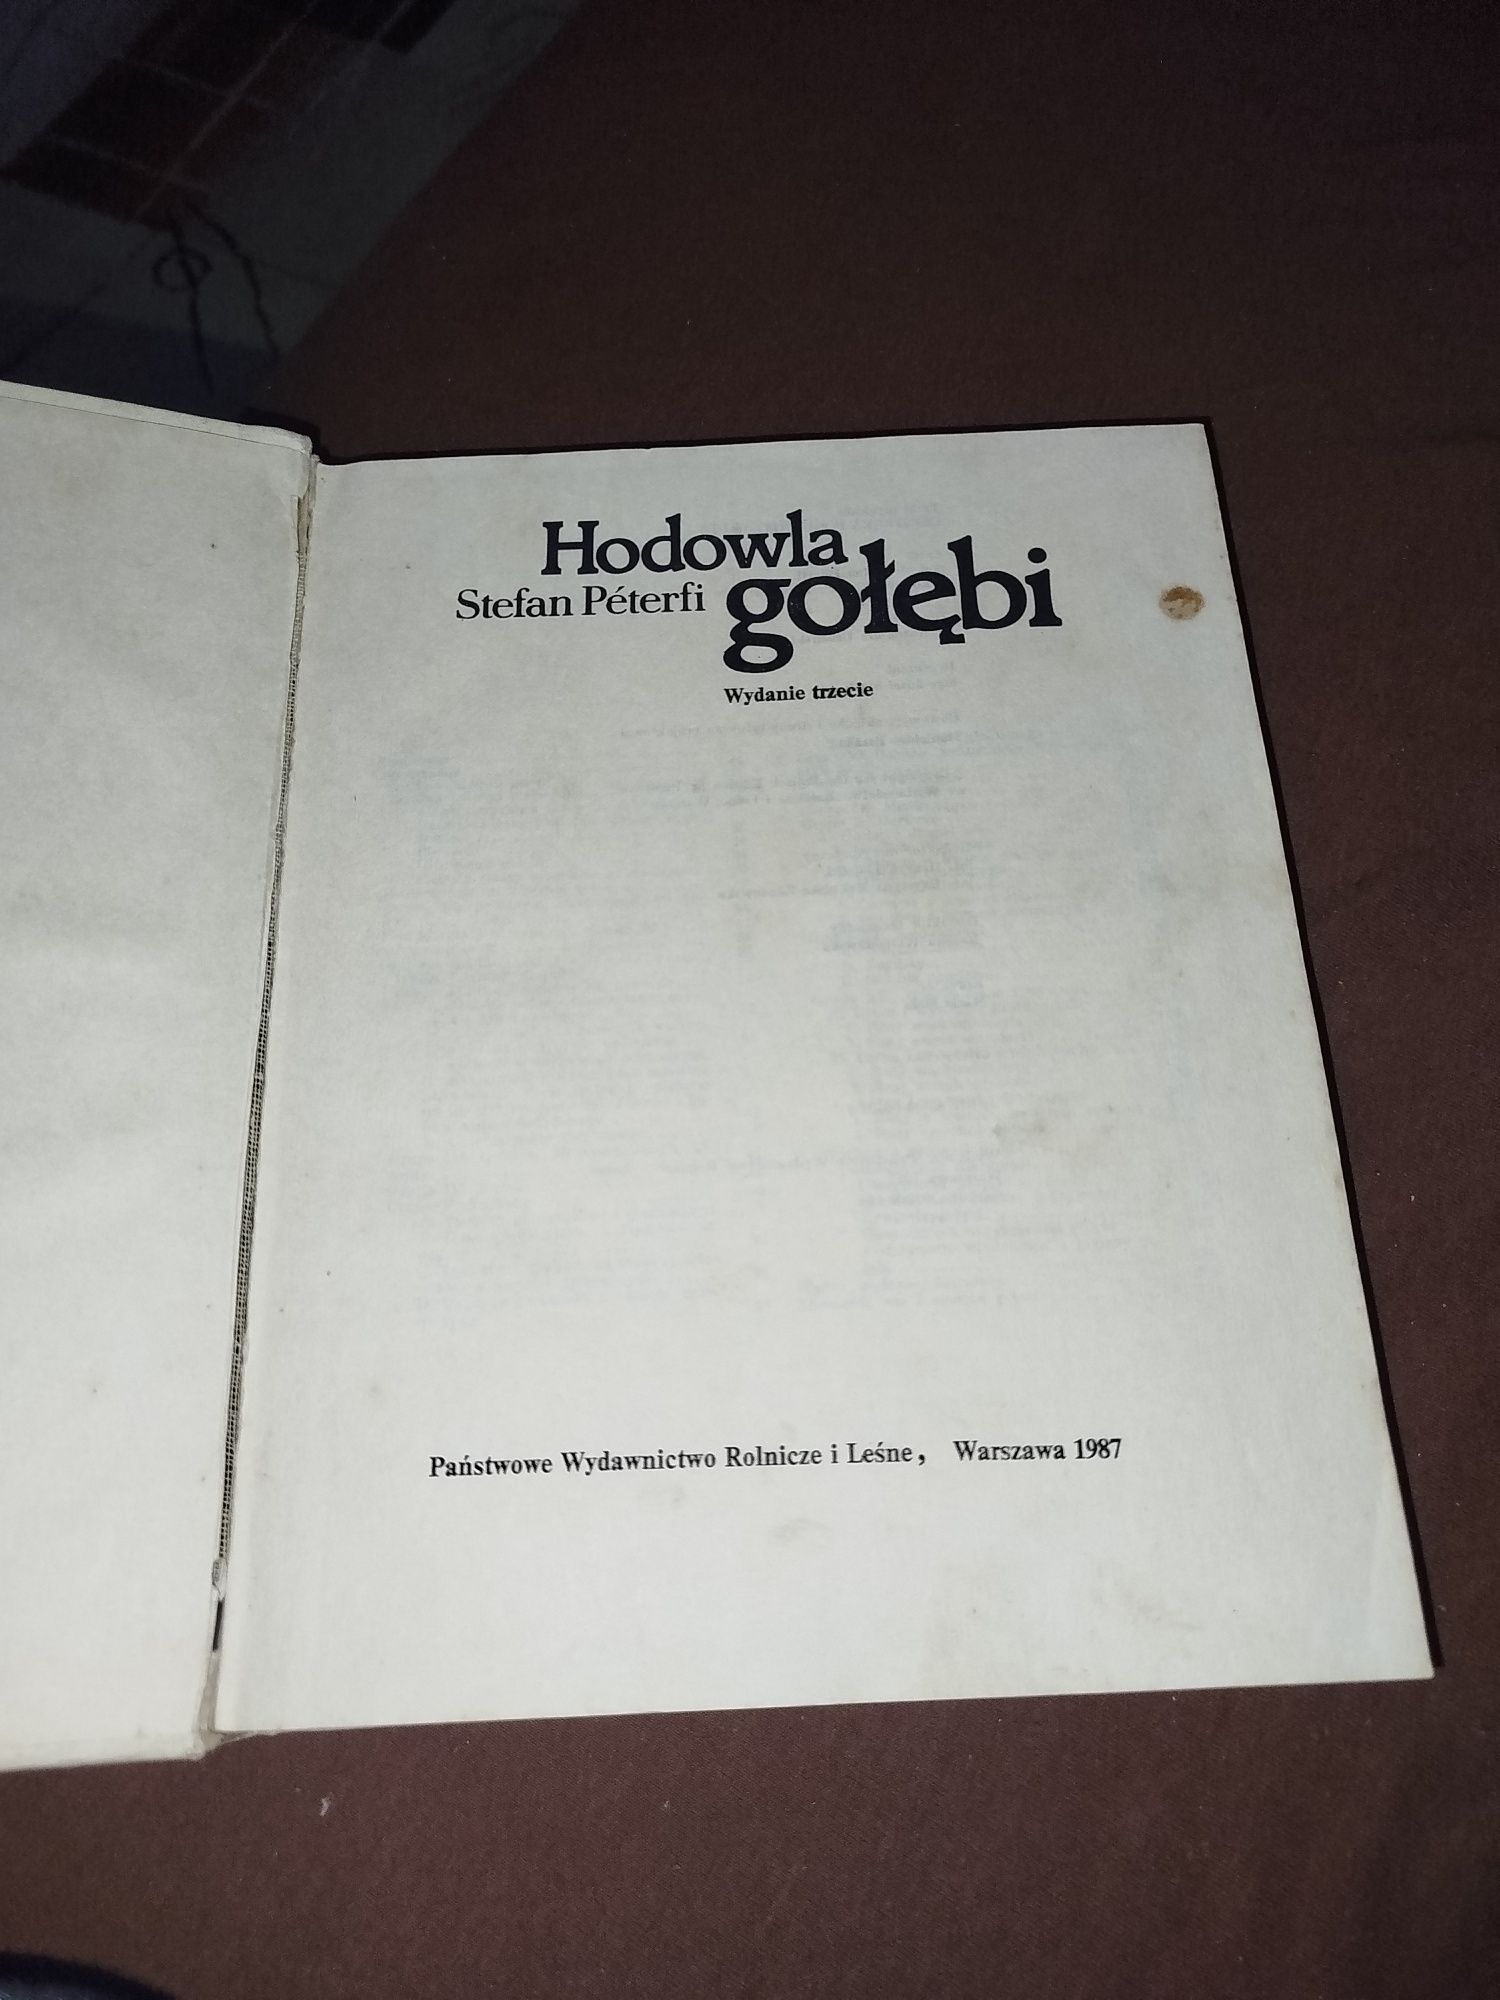 Hodowla
Stefan Péterfi gołębi
Wydanie trzecie
Państwowe Wydawnictwo Rolnicze i Leśne, Warszawa 1987